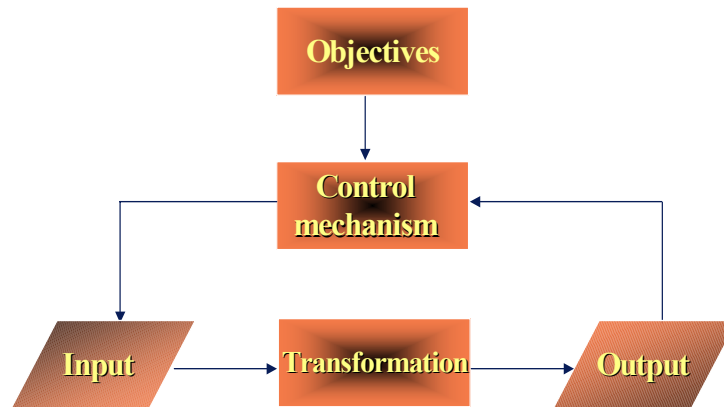 Objectives
Control
mechanism
Input
Transformation
Output